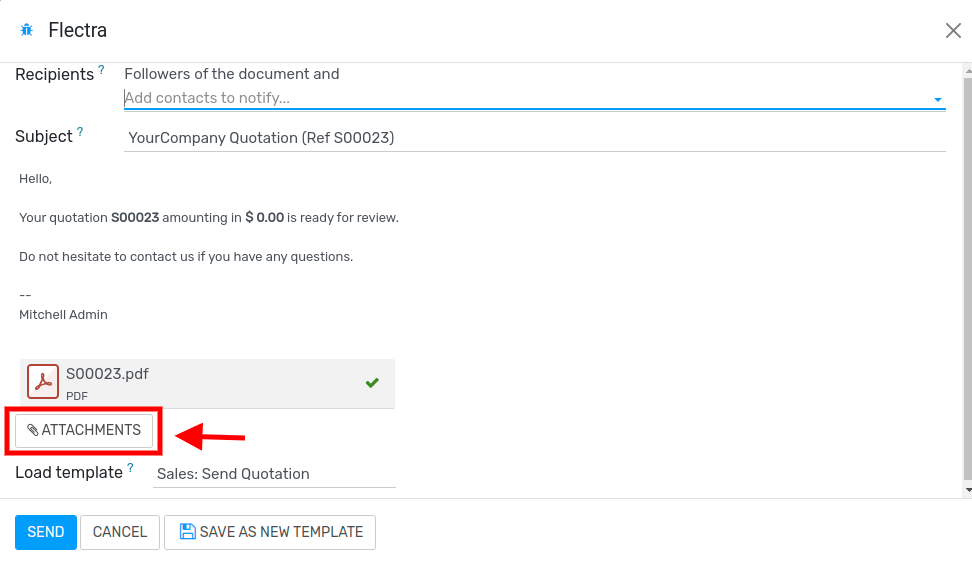 Flectra
Recipients ? Followers of the document and
Add contacts to notify...
Subject ? YourCompany Quotation (Ref S00023)
Hello,
Your quotation S00023 amounting in $ 0.00 is ready for review.
Do not hesitate to contact us if you have any questions.
--
Mitchell Admin
S00023.pdf
PDF
ATTACHMENTS
Load template ? Sales: Send Quotation
SEND CANCEL SAVE AS NEW TEMPLATE